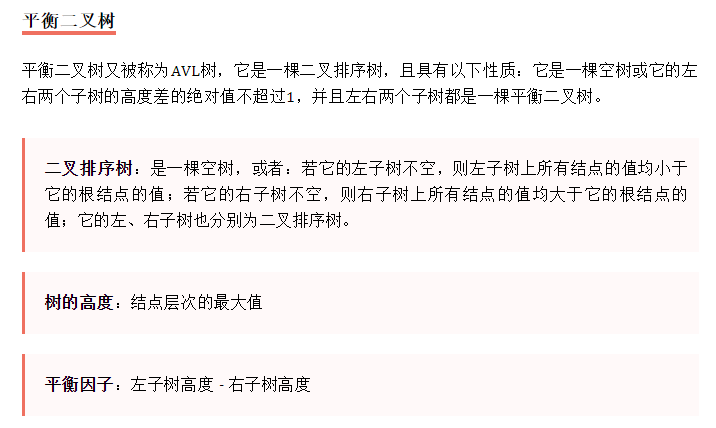 平衡二叉树
平衡二叉树又被称为AVL树，它是一棵二叉排序树，且具有以下性质：它是一棵空树或它的左
右两个子树的高度差的绝对值不超过1，并且左右两个子树都是一棵平衡二叉树。
二叉排序树：是一棵空树，或者：若它的左子树不空，则左子树上所有结点的值均小于
它的根结点的值；若它的右子树不空，则右子树上所有结点的值均大于它的根结点的
值；它的左、右子树也分别为二叉排序树。
树的高度：结点层次的最大值
平衡因子：左子树高度 - 右子树高度